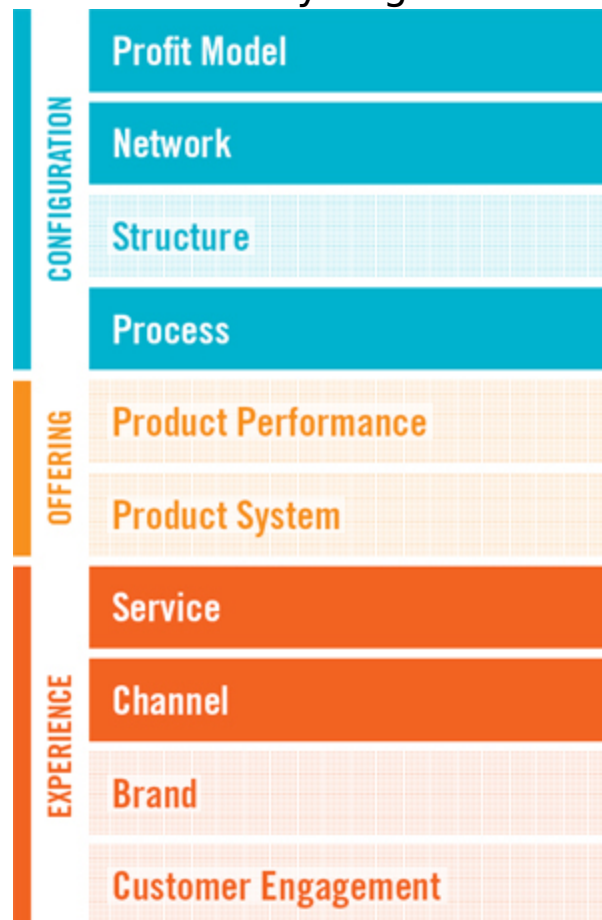 CONFIGURATION
Profit Model
Network
Structure
Process
OFFERING
Product Performance
Product System
EXPERIENCE
Service
Channel
Brand
Customer Engagement